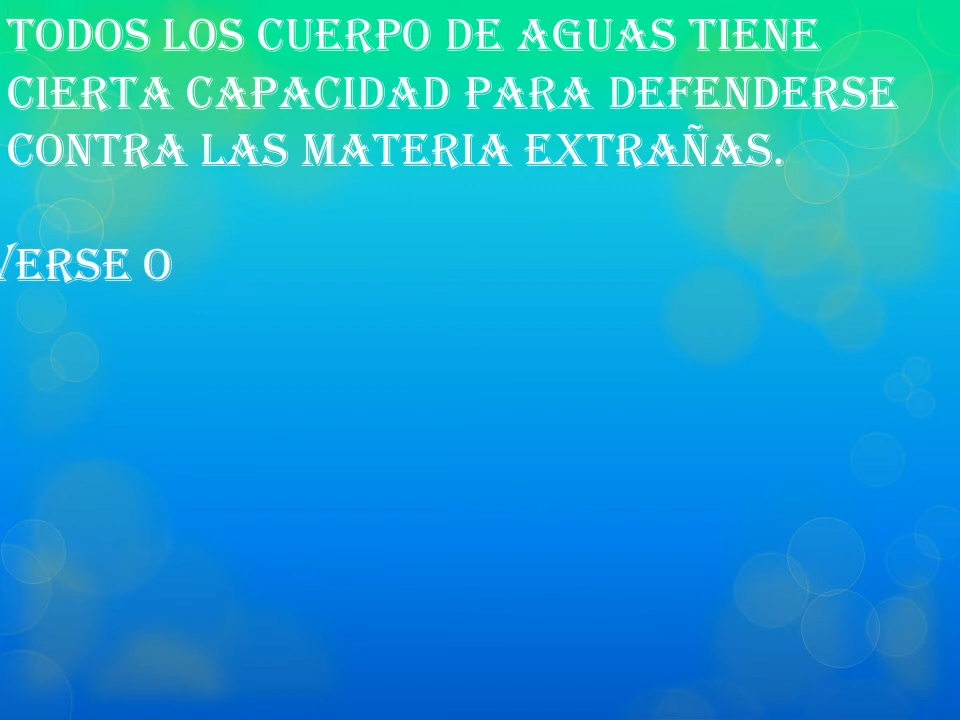 TODOS LOS CUERPO DE AGUAS TIENE
CIERTA CAPACIDAD PARA DEFENDERSE
CONTRA LAS MATERIA EXTRAÑAS.
VERSE O